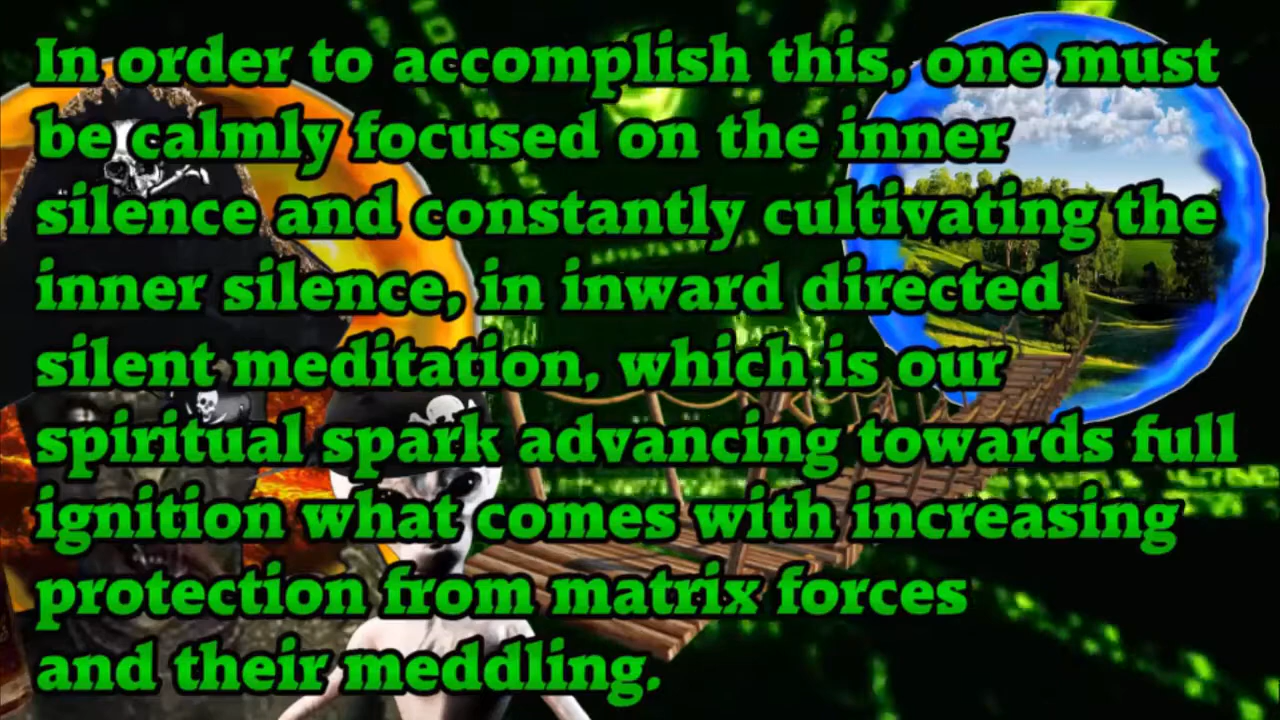 In order to accomplish this, one must
be calmly focused on the inner
silence and constantly cultivating the
inner silence, in inward directed
silent meditation, which is our
spiritual spark advancing towards full
ignition what comes with increasing
protection from matrix forces
and their meddling.